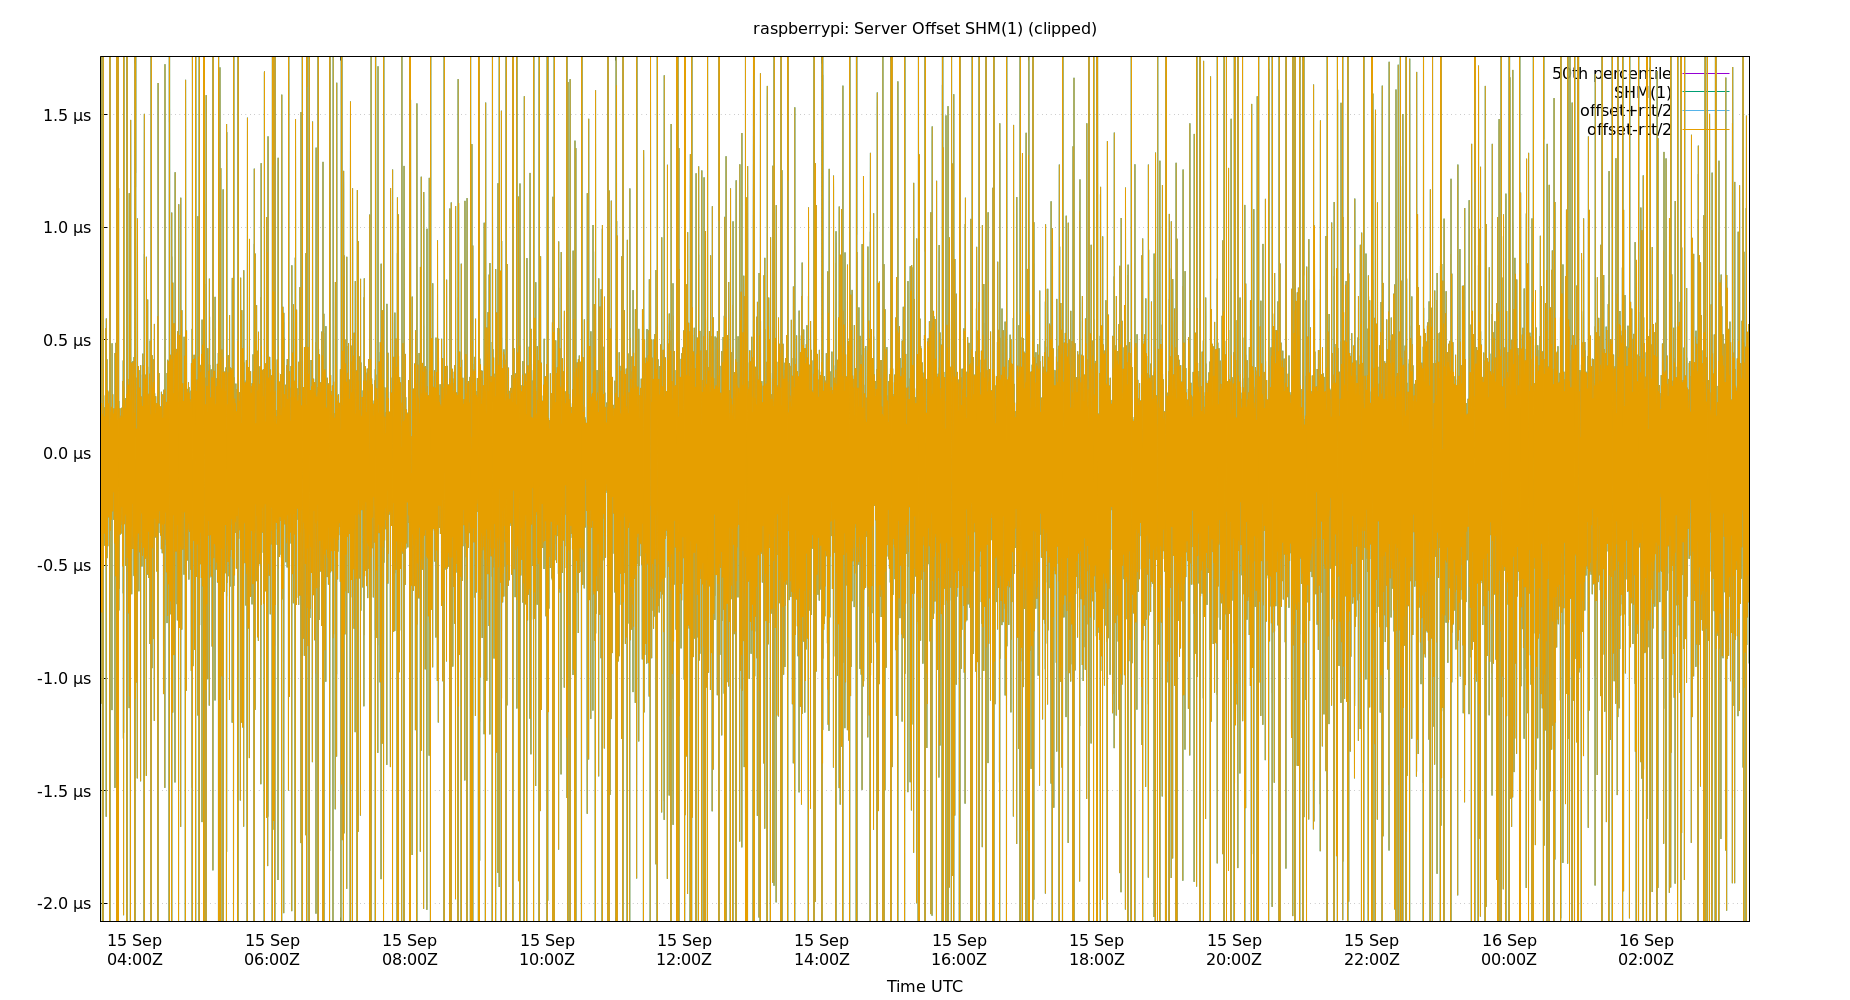 raspberrypi: Server Offset SHM(1) (clipped)
50th percentile
SHM(1)
offset+rtt/2
offset-rtt/2
1.5 µs
1.0 µs
0.5 µs
0.0 µs
-0.5 µs
-1.0 µs
-1.5 µs
-2.0 µs
15 Sep 15 Sep 15 Sep 15 Sep 15 Sep 15 Sep 15 Sep 15 Sep 15 Sep 15 Sep 16 Sep 16 Sep
04:00Z 06:00Z 08:00Z 10:00Z 12:00Z 14:00Z 16:00Z 18:00Z 20:00Z 22:00Z 00:00Z 02:00Z
Time UTC